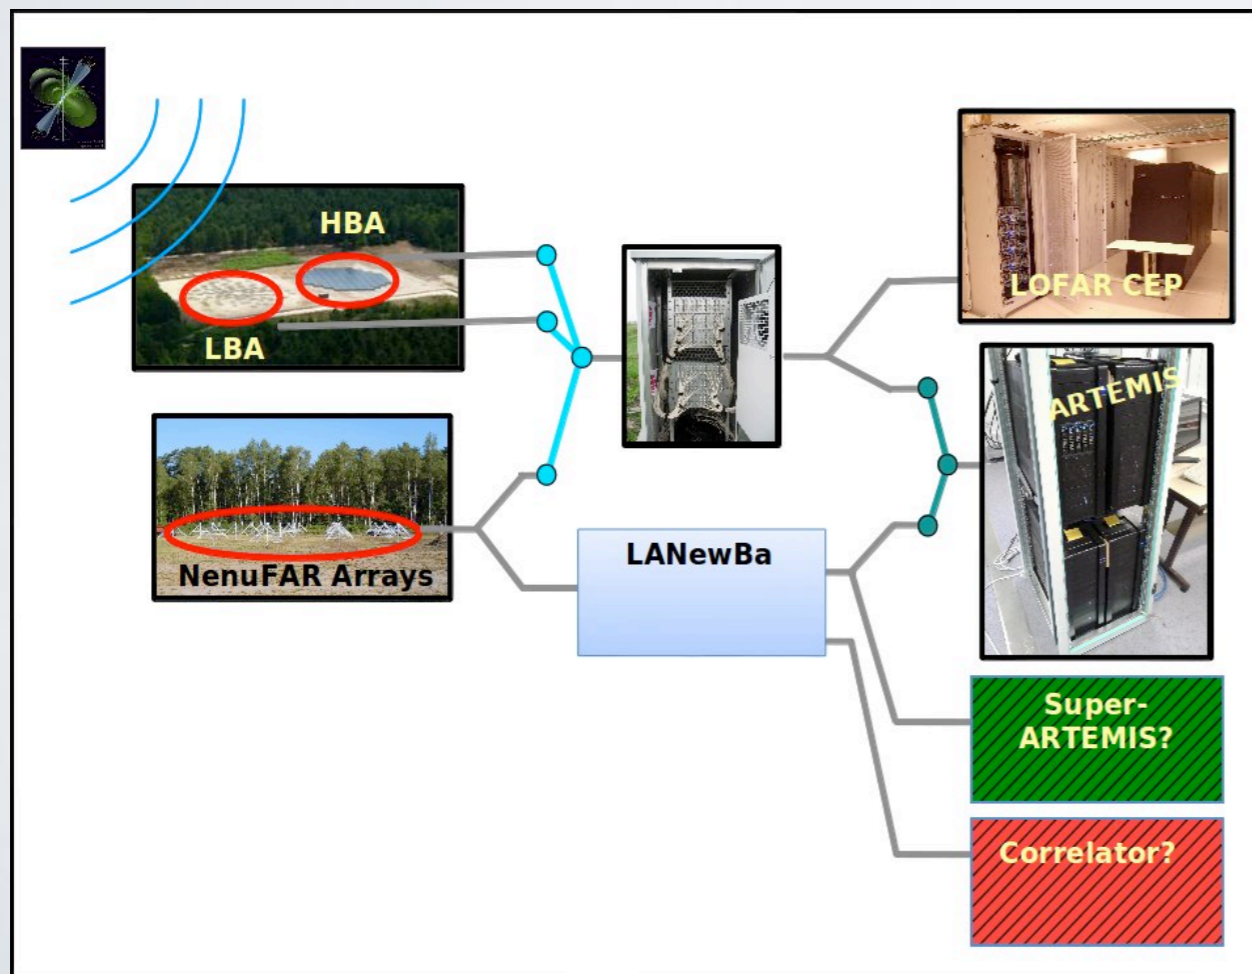 HBA
LBA
NenuFAR Arrays
LANewBa
LOFAR CEP
ARTEMIS
Super-
ARTEMIS?
Correlator?